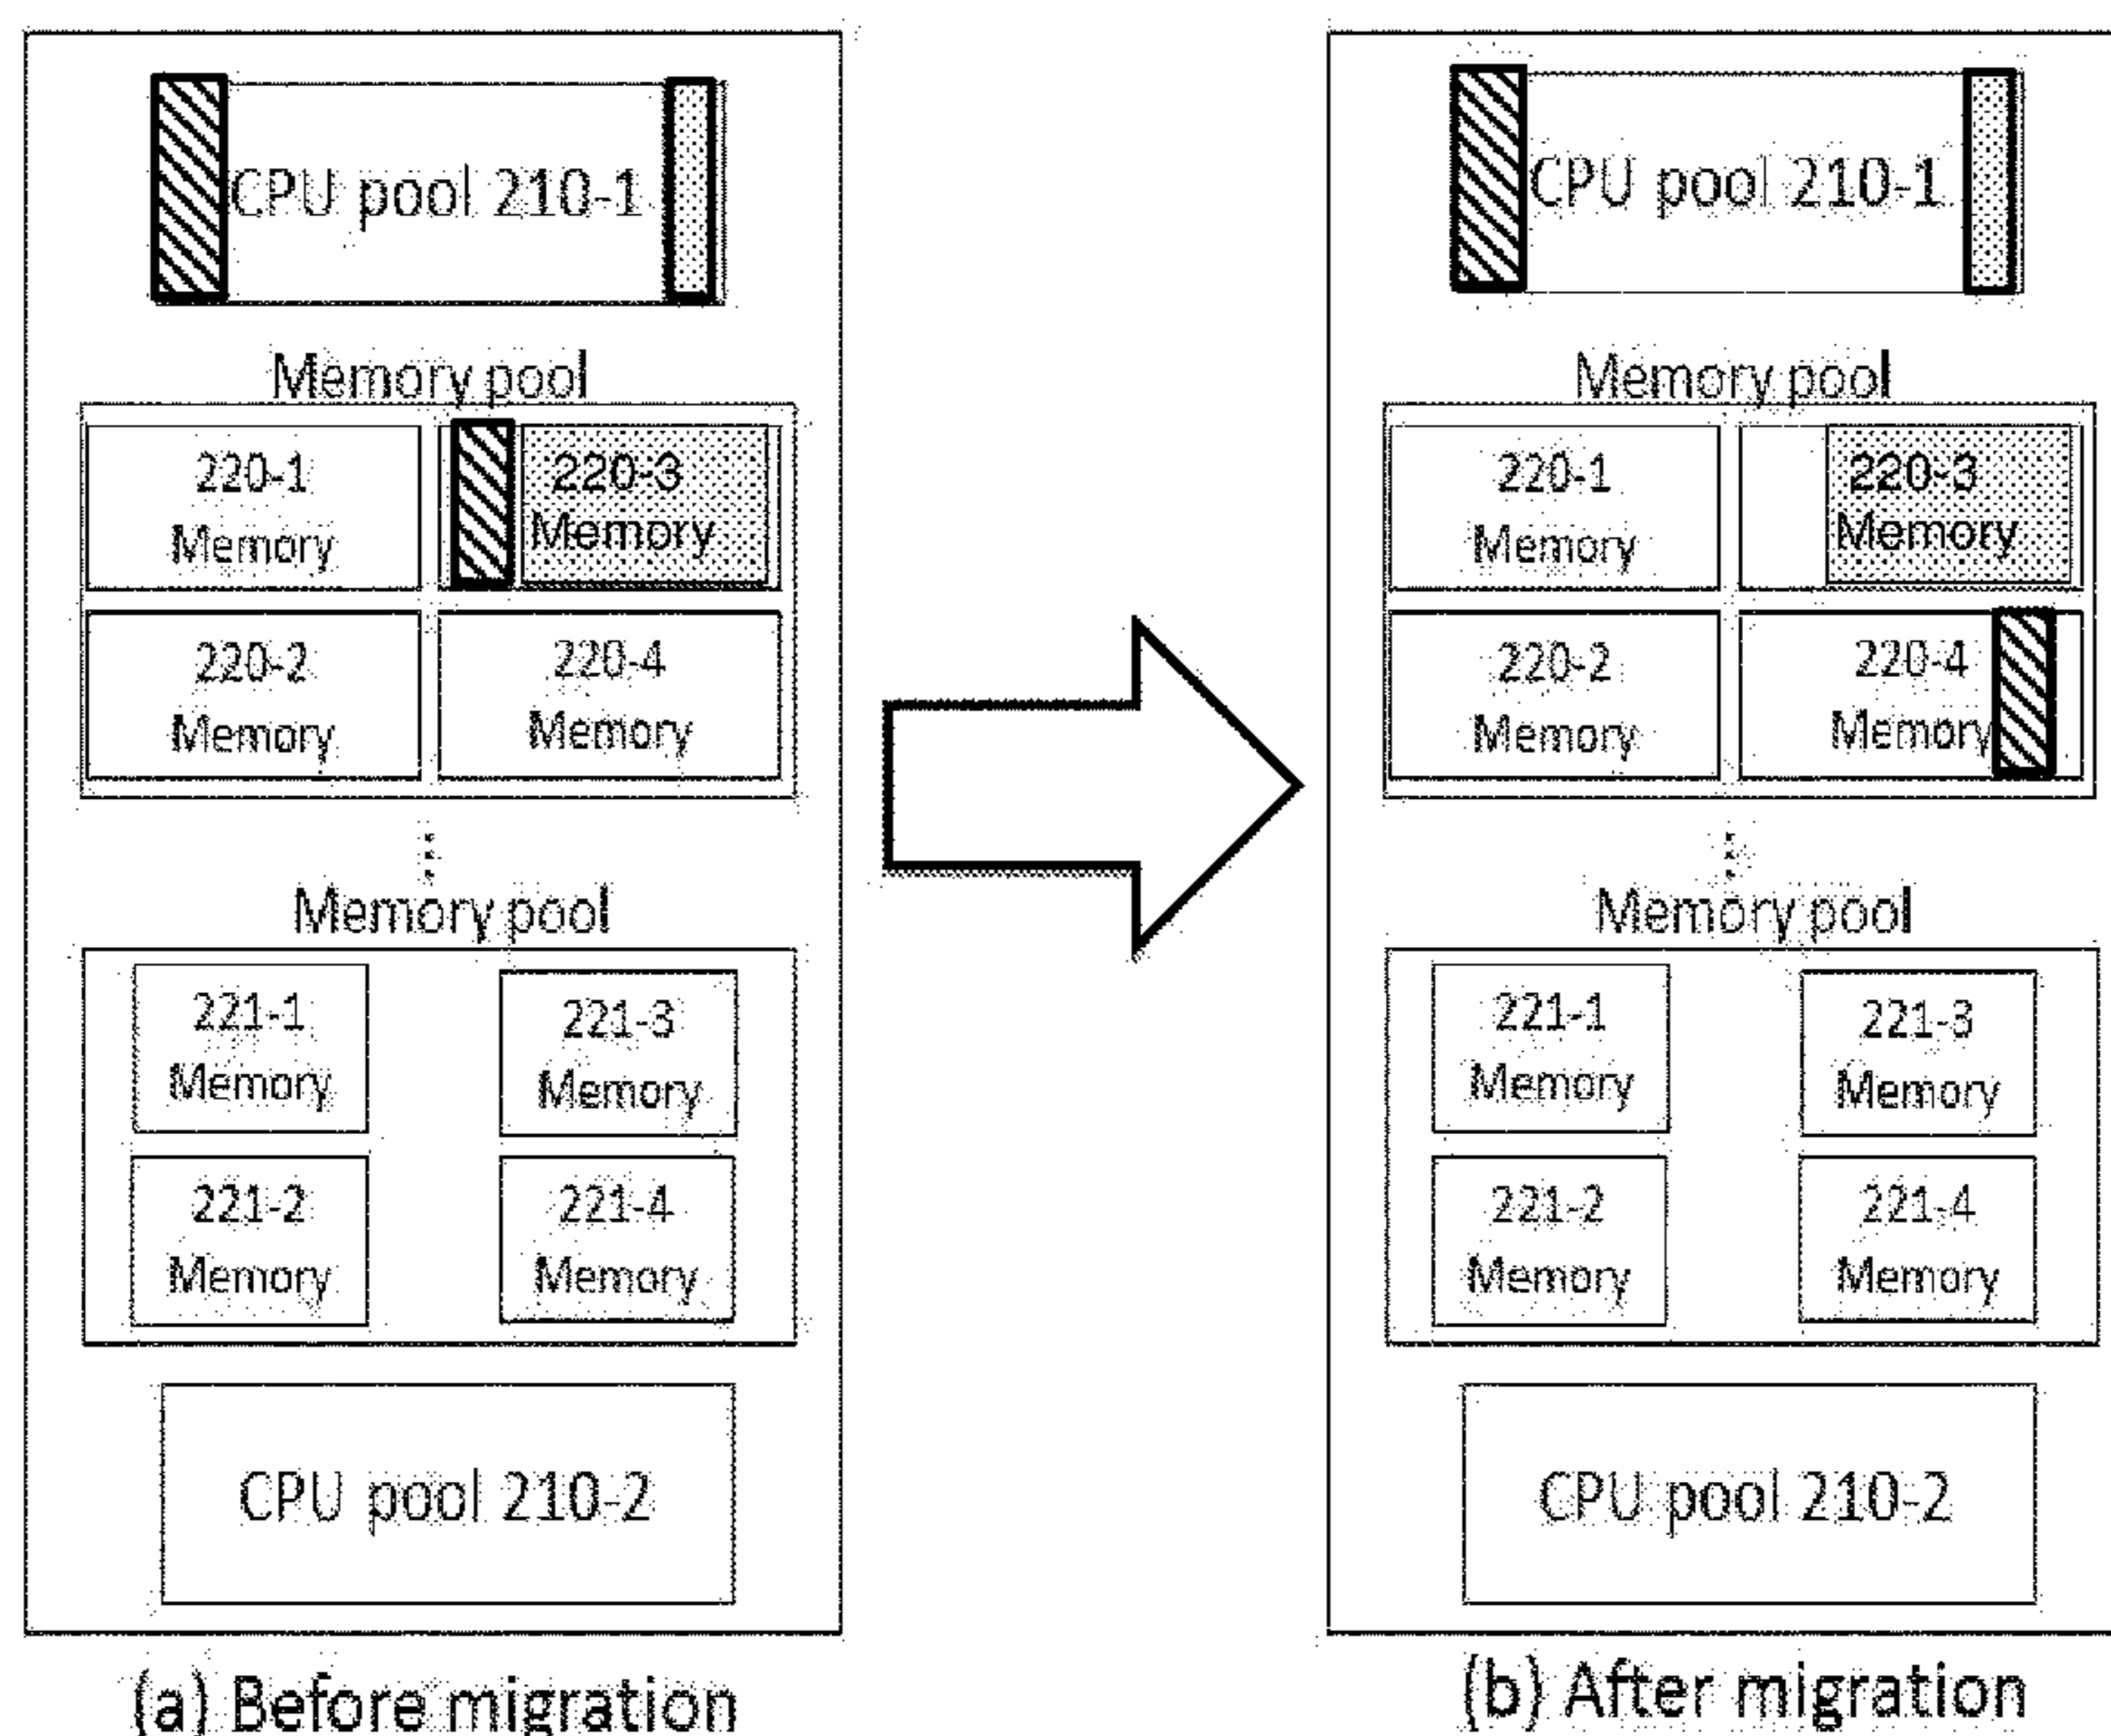 CPU pool 210-1
Memory pool
220-1
Memory
220-3
Memory
220-2
Memory
220-4
Memory
Memory pool
221-1
Memory
221-3
Memory
221-2
Memory
221-4
Memory
CPU pool 210-2
(a) Before migration
CPU pool 210-1
Memory pool
220-1
Memory
220-3
Memory
220-2
Memory
220-4
Memory
Memory pool
221-1
Memory
221-3
Memory
221-2
Memory
221-4
Memory
CPU pool 210-2
(b) After migration